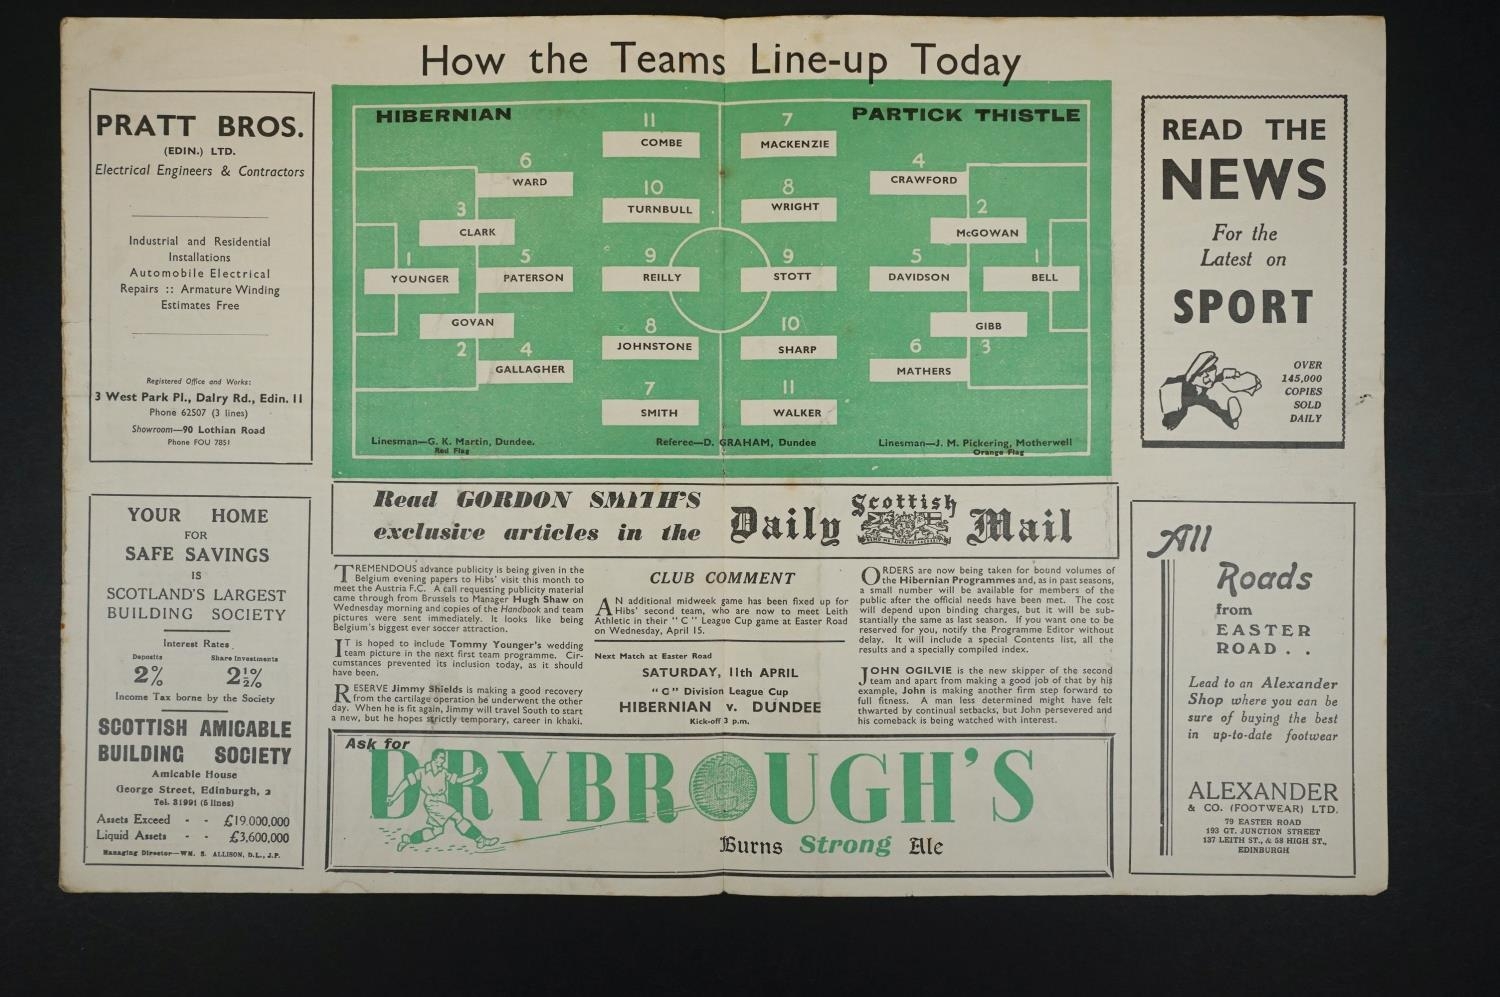 How the Teams Line-up Today
PRATT BROS.
(EDIN.) LTD.
Electrical Engineers & Contractors
Industrial and Residential
Installations
Automobile Electrical
Repairs :: Armature Winding
Estimates Free
Registered Office and Works:
3 West Park Pl., Dalry Rd., Edin. 11
Phone 62507 (3 lines)
Showroom—90 Lothian Road
Phone FOU 7851
HIBERNIAN
PARTICK THISTLE
11
COMBE
7
MACKENZIE
6
WARD
4
CRAWFORD
10
TURNBULL
8
WRIGHT
3
CLARK
2
McGOWAN
1
YOUNGER
5
PATERSON
9
REILLY
9
STOTT
5
DAVIDSON
1
BELL
GOVAN
2
GIBB
3
8
JOHNSTONE
10
SHARP
4
GALLAGHER
6
MATHERS
7
SMITH
11
WALKER
Linesman—G. K. Martin, Dundee.
Red Flag
Referee—D. GRAHAM, Dundee
Linesman—J. M. Pickering, Motherwell
Orange Flag
READ THE
NEWS
For the
Latest on
SPORT
OVER
145,000
COPIES
SOLD
DAILY
YOUR HOME
FOR
SAFE SAVINGS
IS
SCOTLAND'S LARGEST
BUILDING SOCIETY
Interest Rates
Deposits Share Investments
2% 2½%
Income Tax borne by the Society
SCOTTISH AMICABLE
BUILDING SOCIETY
Amicable House
George Street, Edinburgh, 2
Tel. 31991 (5 lines)
Assets Exceed - - £19,000,000
Liquid Assets - - £3,600,000
Managing Director—WM. S. ALLISON, D.L., J.P.
Read GORDON SMITH'S
exclusive articles in the
Daily Scottish Mail
TREMENDOUS advance publicity is being given in the
Belgium evening papers to Hibs' visit this month to
meet the Austria F.C. A call requesting publicity material
came through from Brussels to Manager Hugh Shaw on
Wednesday morning and copies of the Handbook and team
pictures were sent immediately. It looks like being
Belgium's biggest ever soccer attraction.
IT is hoped to include Tommy Younger's wedding
team picture in the next first team programme. Cir-
cumstances prevented its inclusion today, as it should
have been.
RESERVE Jimmy Shields is making a good recovery
from the cartilage operation be underwent the other
day. When he is fit again, Jimmy will travel South to start
a new, but he hopes strictly temporary, career in khaki.
CLUB COMMENT
AN additional midweek game has been fixed up for
Hibs' second team, who are now to meet Leith
Athletic in their "C" League Cup game at Easter Road
on Wednesday, April 15.
Next Match at Easter Road
SATURDAY, 11th APRIL
"C" Division League Cup
HIBERNIAN v. DUNDEE
Kick-off 3 p.m.
ORDERS are now being taken for bound volumes of
the Hibernian Programmes and, as in past seasons,
a small number will be available for members of the
public after the official needs have been met. The cost
will depend upon binding charges, but it will be sub-
stantially the same as last season. If you want one to be
reserved for you, notify the Programme Editor without
delay. It will include a special Contents list, all the
results and a specially compiled index.
JOHN OGILVIE is the new skipper of the second
team and apart from making a good job of that by his
example, John is making another firm step forward to
full fitness. A man less determined might have felt
thwarted by continual setbacks, but John persevered and
his comeback is being watched with interest.
Ask for
DRYBROUGH'S
Burns Strong Ale
All
Roads
from
EASTER
ROAD . .
Lead to an Alexander
Shop where you can be
sure of buying the best
in up-to-date footwear
ALEXANDER
& CO. (FOOTWEAR) LTD.
79 EASTER ROAD
193 GT. JUNCTION STREET
137 LEITH ST., & 58 HIGH ST.,
EDINBURGH